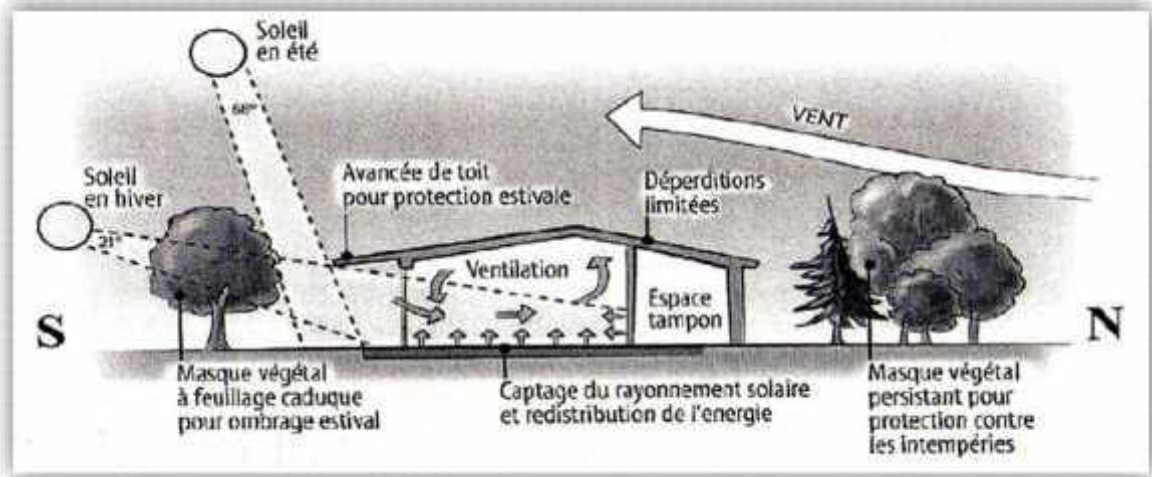 Soleil
en été
68°
VENT
Soleil
en hiver
21°
Avancée de toit
pour protection estivale
Déperditions
limitées
Ventilation
Espace
tampon
S
N
Masque végétal
à feuillage caduque
pour ombrage estival
Captage du rayonnement solaire
et redistribution de l'energie
Masque végétal
persistant pour
protection contre
les intempéries